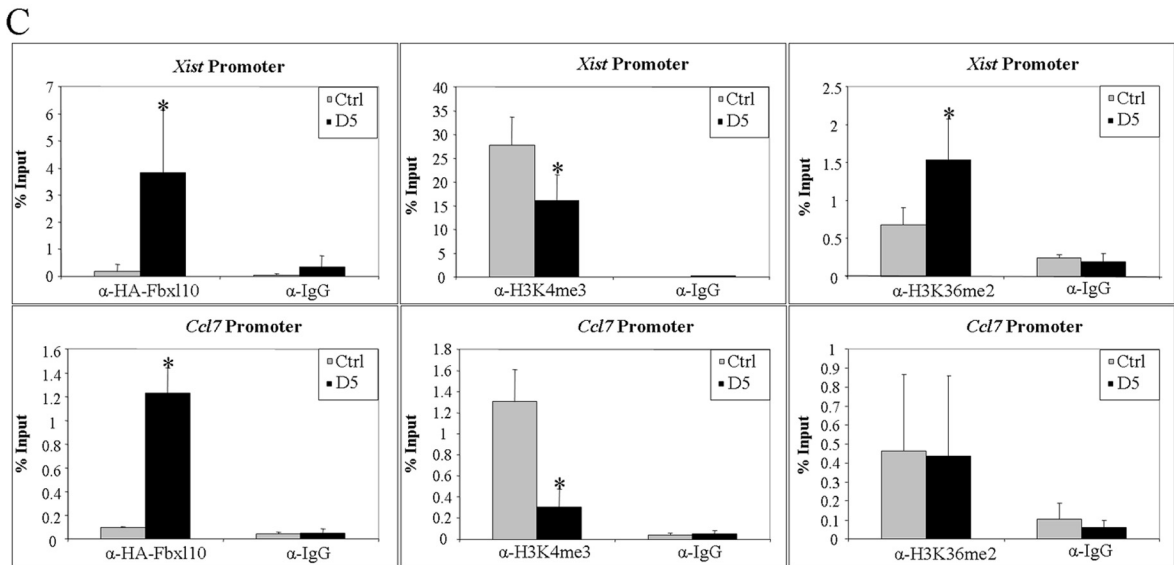 C
Xist Promoter
7
6
5
4
3
2
1
0
% Input
Ctrl
D5
*
α-HA-Fbxl10
α-IgG
Xist Promoter
40
35
30
25
20
15
10
5
0
% Input
Ctrl
D5
*
α-H3K4me3
α-IgG
Xist Promoter
2.5
2
1.5
1
0.5
0
% Input
Ctrl
D5
*
α-H3K36me2
α-IgG
Ccl7 Promoter
1.6
1.4
1.2
1
0.8
0.6
0.4
0.2
0
% Input
Ctrl
D5
*
α-HA-Fbxl10
α-IgG
Ccl7 Promoter
1.8
1.6
1.4
1.2
1
0.8
0.6
0.4
0.2
0
% Input
Ctrl
D5
*
α-H3K4me3
α-IgG
Ccl7 Promoter
1
0.9
0.8
0.7
0.6
0.5
0.4
0.3
0.2
0.1
0
% Input
Ctrl
D5
α-H3K36me2
α-IgG